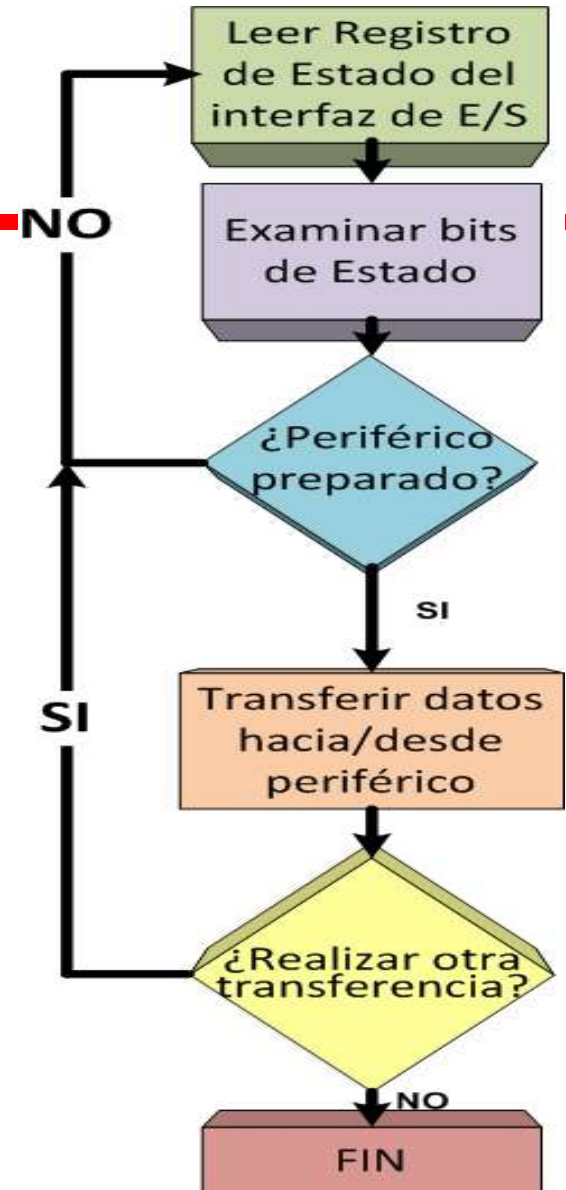 Leer Registro
de Estado del
interfaz de E/S
NO
Examinar bits
de Estado
¿Periférico
preparado?
SI
Transferir datos
hacia/desde
periférico
SI
¿Realizar otra
transferencia?
NO
FIN